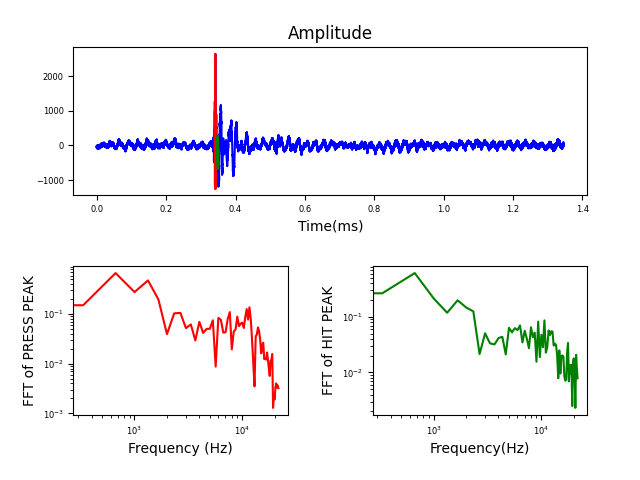 Amplitude
2000
1000
0
−1000
0.0 0.2 0.4 0.6 0.8 1.0 1.2 1.4
Time(ms)
FFT of PRESS PEAK
10⁻¹
10⁻²
10⁻³
10³ 10⁴
Frequency (Hz)
FFT of HIT PEAK
10⁻¹
10⁻²
10³ 10⁴
Frequency(Hz)